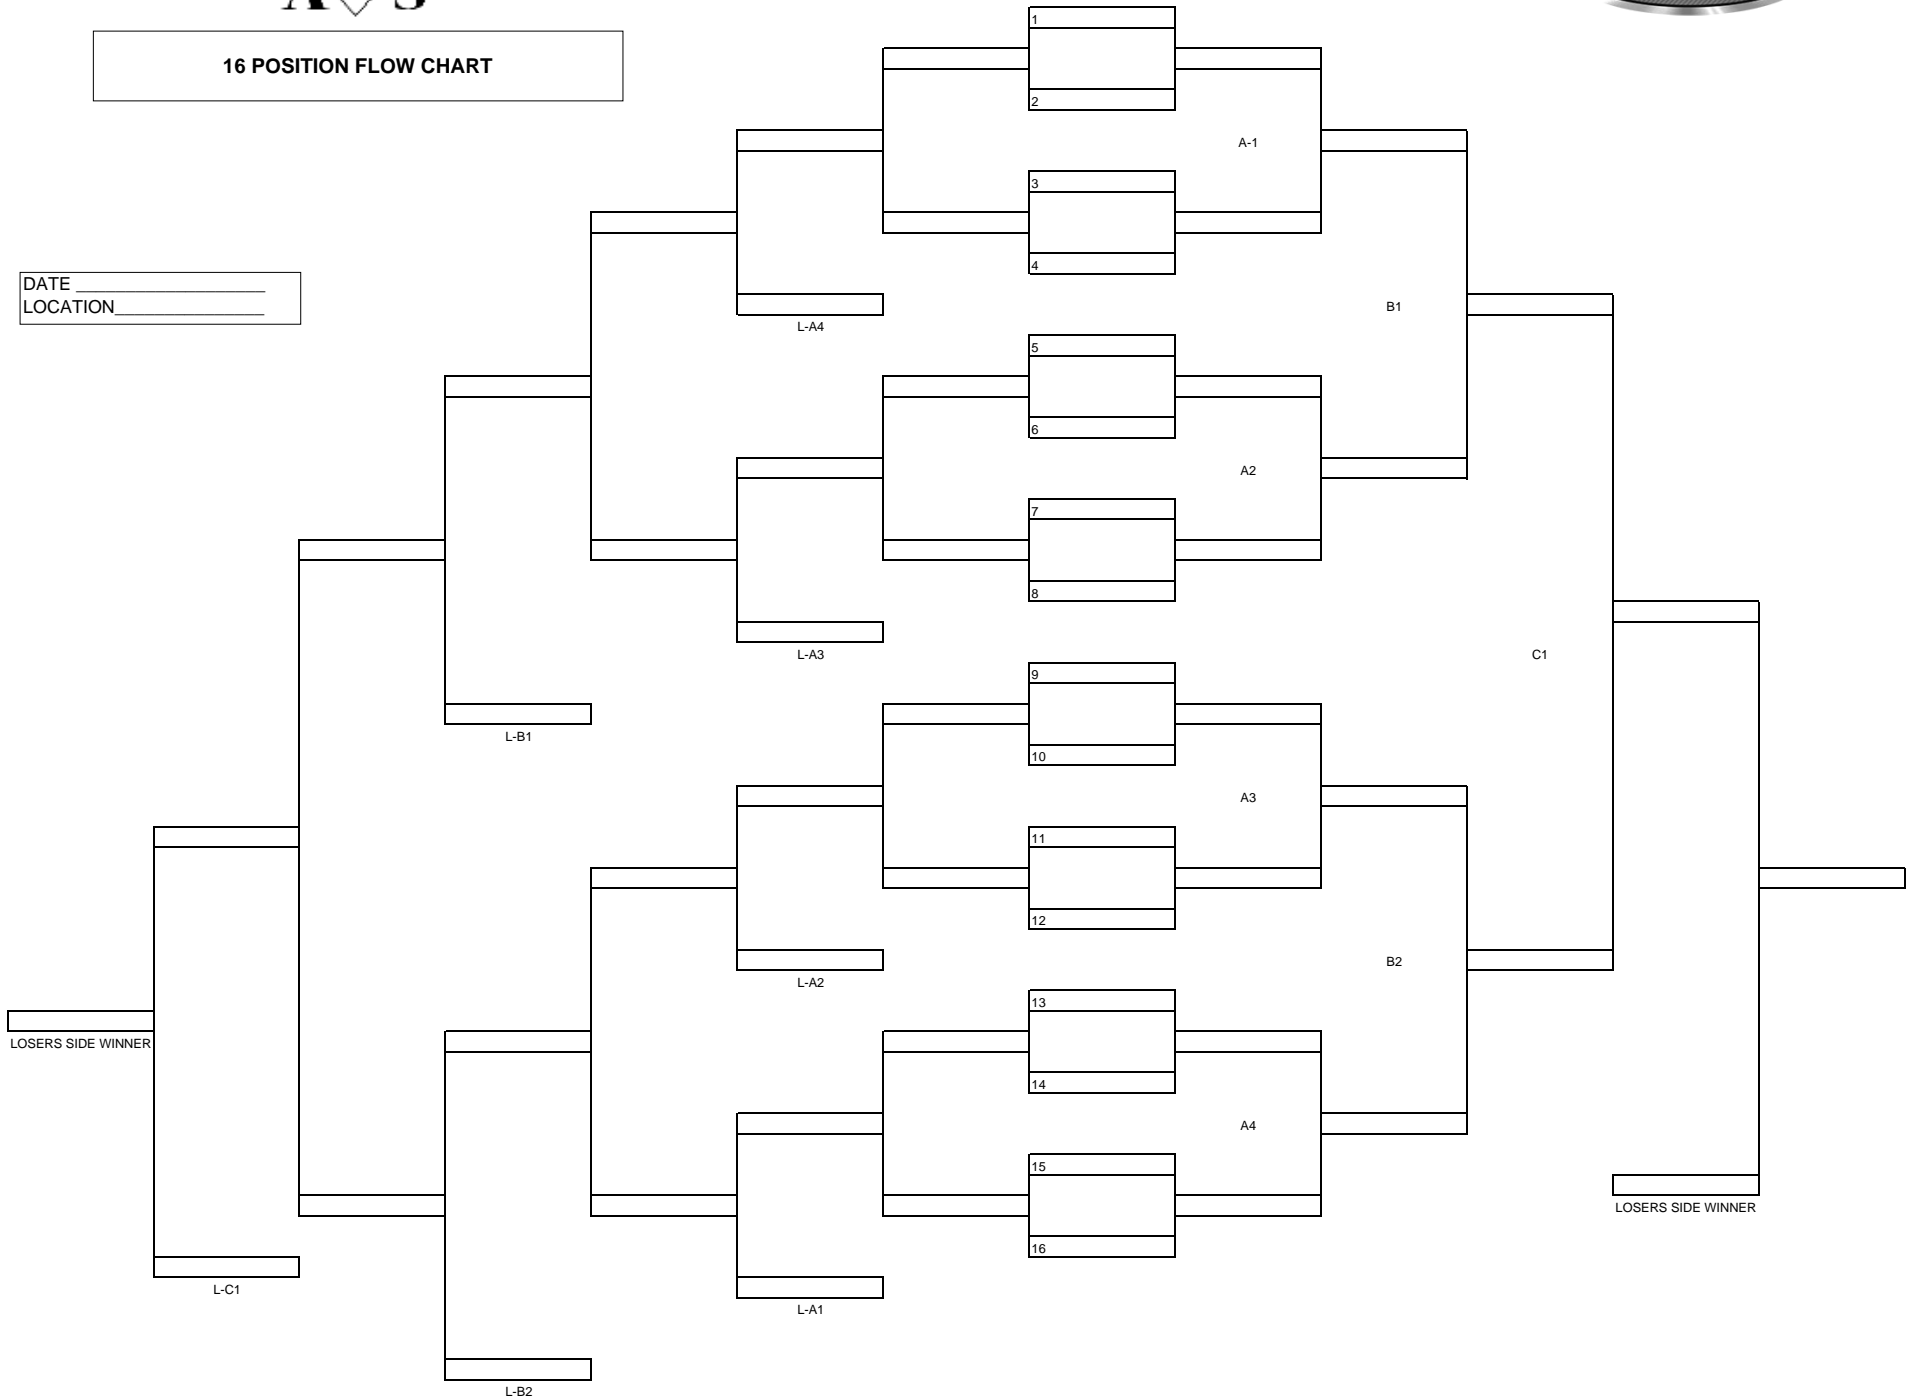 16 POSITION FLOW CHART
DATE ___________________
LOCATION_______________
1
2
A-1
3
4
L-A4
B1
5
6
A2
7
8
L-A3
C1
9
L-B1
10
A3
11
12
B2
L-A2
13
LOSERS SIDE WINNER
14
A4
15
LOSERS SIDE WINNER
16
L-C1
L-A1
L-B2